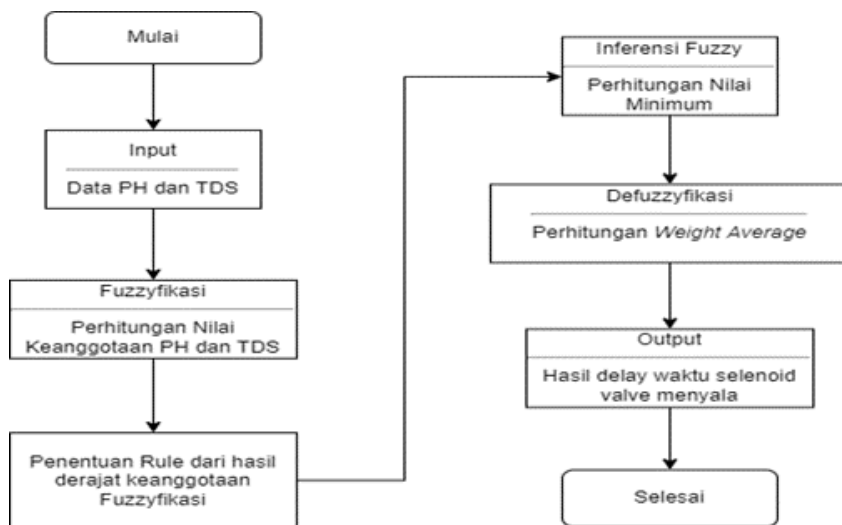 Mulai
Input
Data PH dan TDS
Fuzzyfikasi
Perhitungan Nilai
Keanggotaan PH dan TDS
Penentuan Rule dari hasil
derajat keanggotaan
Fuzzyfikasi
Inferensi Fuzzy
Perhitungan Nilai
Minimum
Defuzzyfikasi
Perhitungan Weight Average
Output
Hasil delay waktu selenoid
valve menyala
Selesai